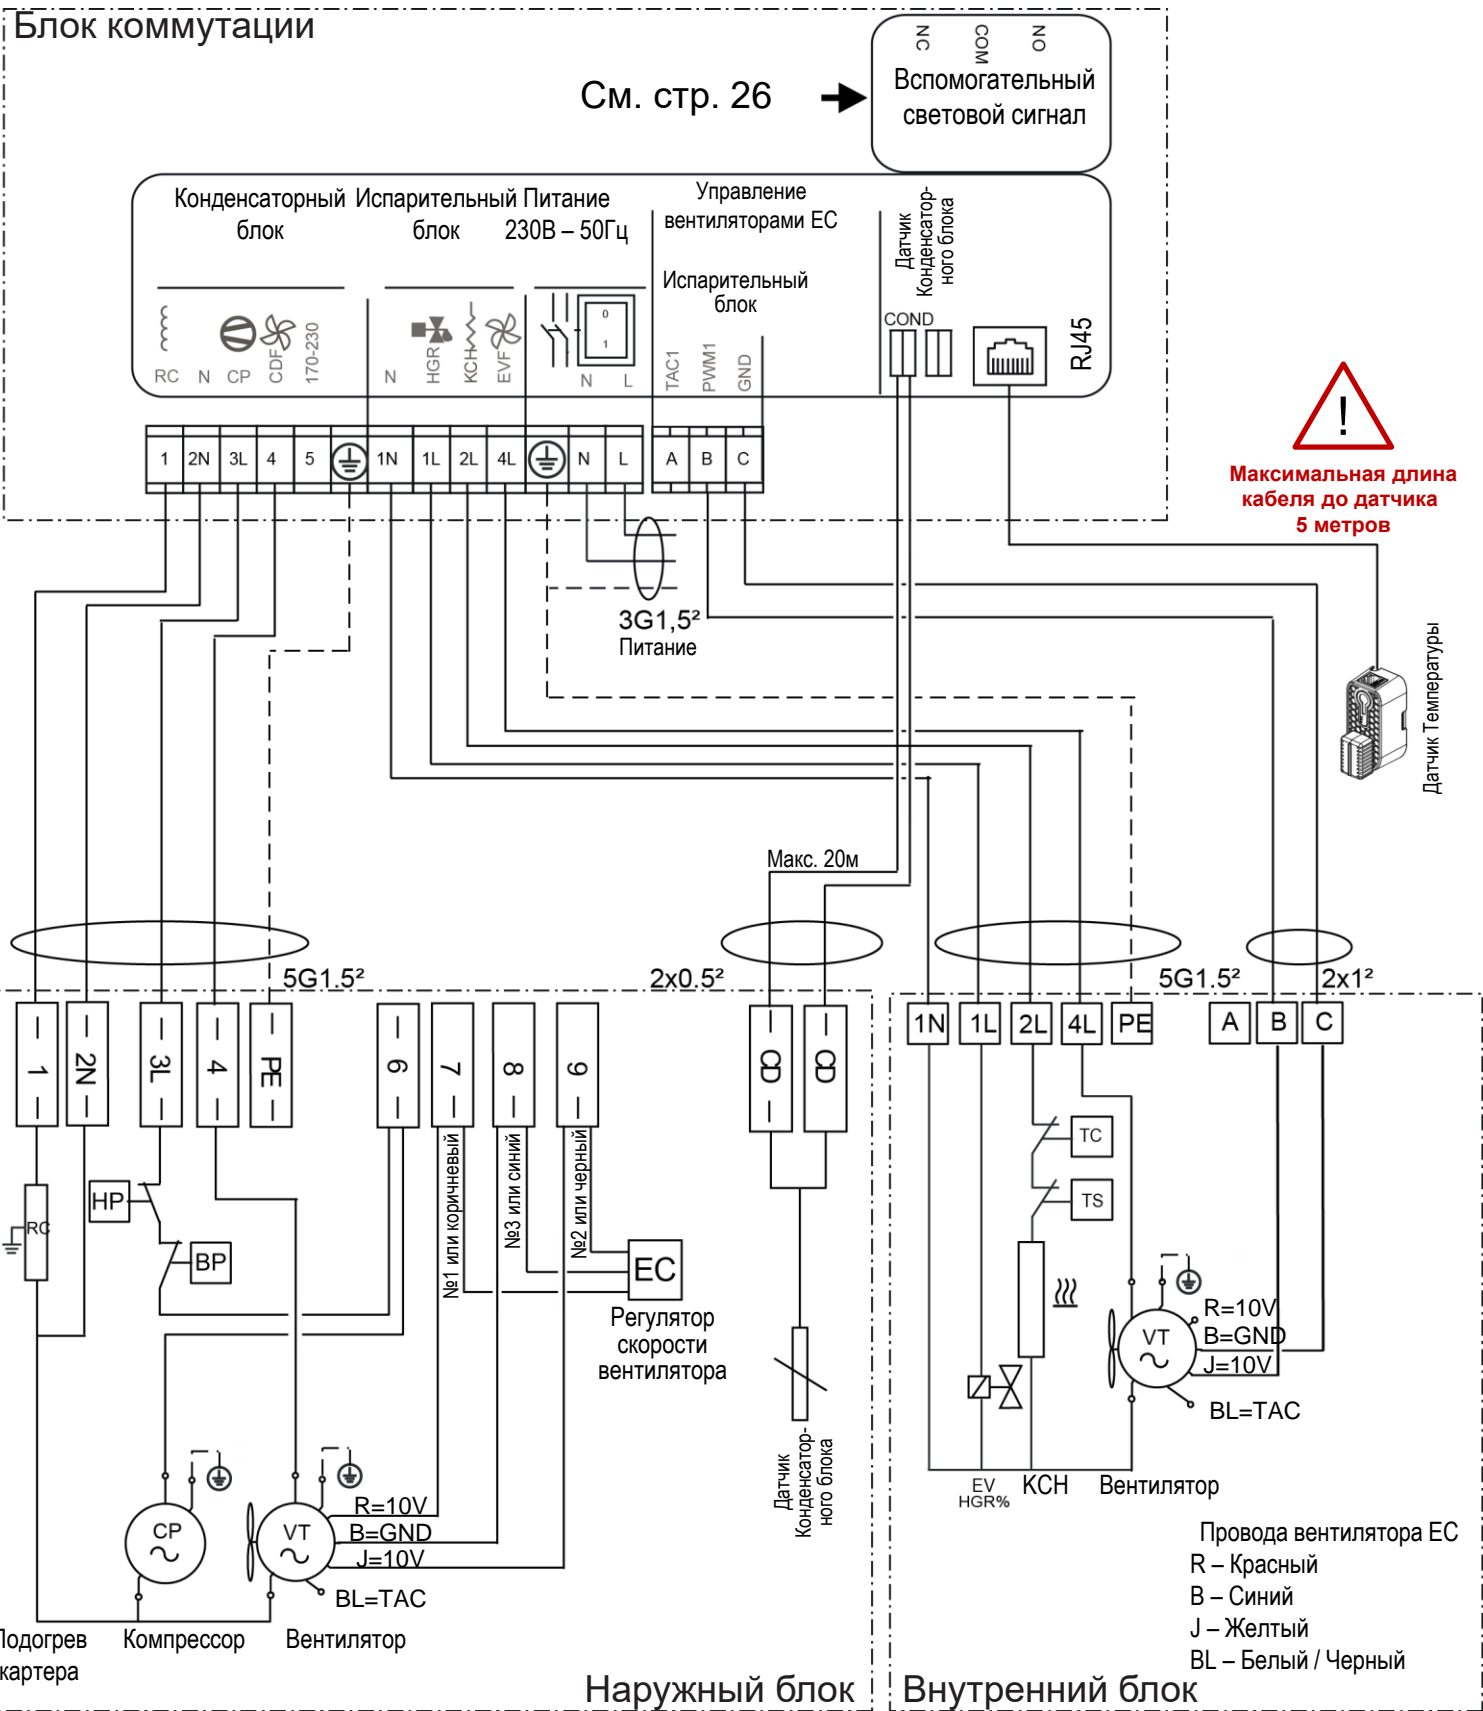 Блок коммутации
NC
COM
NO
Вспомогательный
световой сигнал
См. стр. 26
Конденсаторный
блок
Испарительный
блок
Питание
230В – 50Гц
Управление
вентиляторами EC
Испарительный
блок
Датчик
Конденсатор-
ного блока
COND
RJ45
RC
N
CP
CDF
170-230
N
HGR
KCH
EVF
0
1
N
L
TAC1
PWM1
GND
1
2N
3L
4
5
1N
1L
2L
4L
N
L
A
B
C
!
Максимальная длина
кабеля до датчика
5 метров
3G1,5²
Питание
Датчик Температуры
Макс. 20м
5G1.5²
2x0.5²
5G1.5²
2x1²
1
2N
3L
4
PE
6
7
8
9
CD
CD
1N
1L
2L
4L
PE
A
B
C
№1 или коричневый
№3 или синий
№2 или черный
HP
BP
RC
EC
Регулятор
скорости
вентилятора
TC
TS
VT
R=10V
B=GND
J=10V
BL=TAC
Датчик
Конденсатор-
ного блока
EV
HGR%
KCH
Вентилятор
CP
VT
R=10V
B=GND
J=10V
BL=TAC
Подогрев
картера
Компрессор
Вентилятор
Провода вентилятора EC
R – Красный
B – Синий
J – Желтый
BL – Белый / Черный
Наружный блок
Внутренний блок